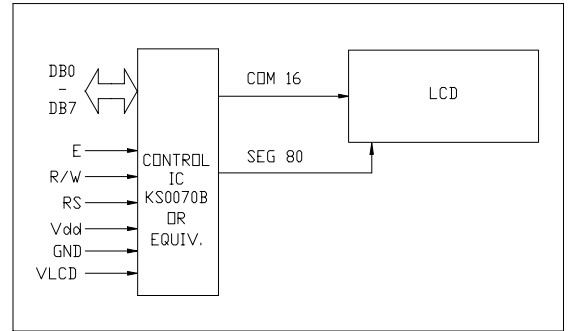 DB0
-
DB7
E
R/W
RS
Vdd
GND
VLCD
CONTROL
IC
KS0070B
OR
EQUIV.
COM 16
SEG 80
LCD